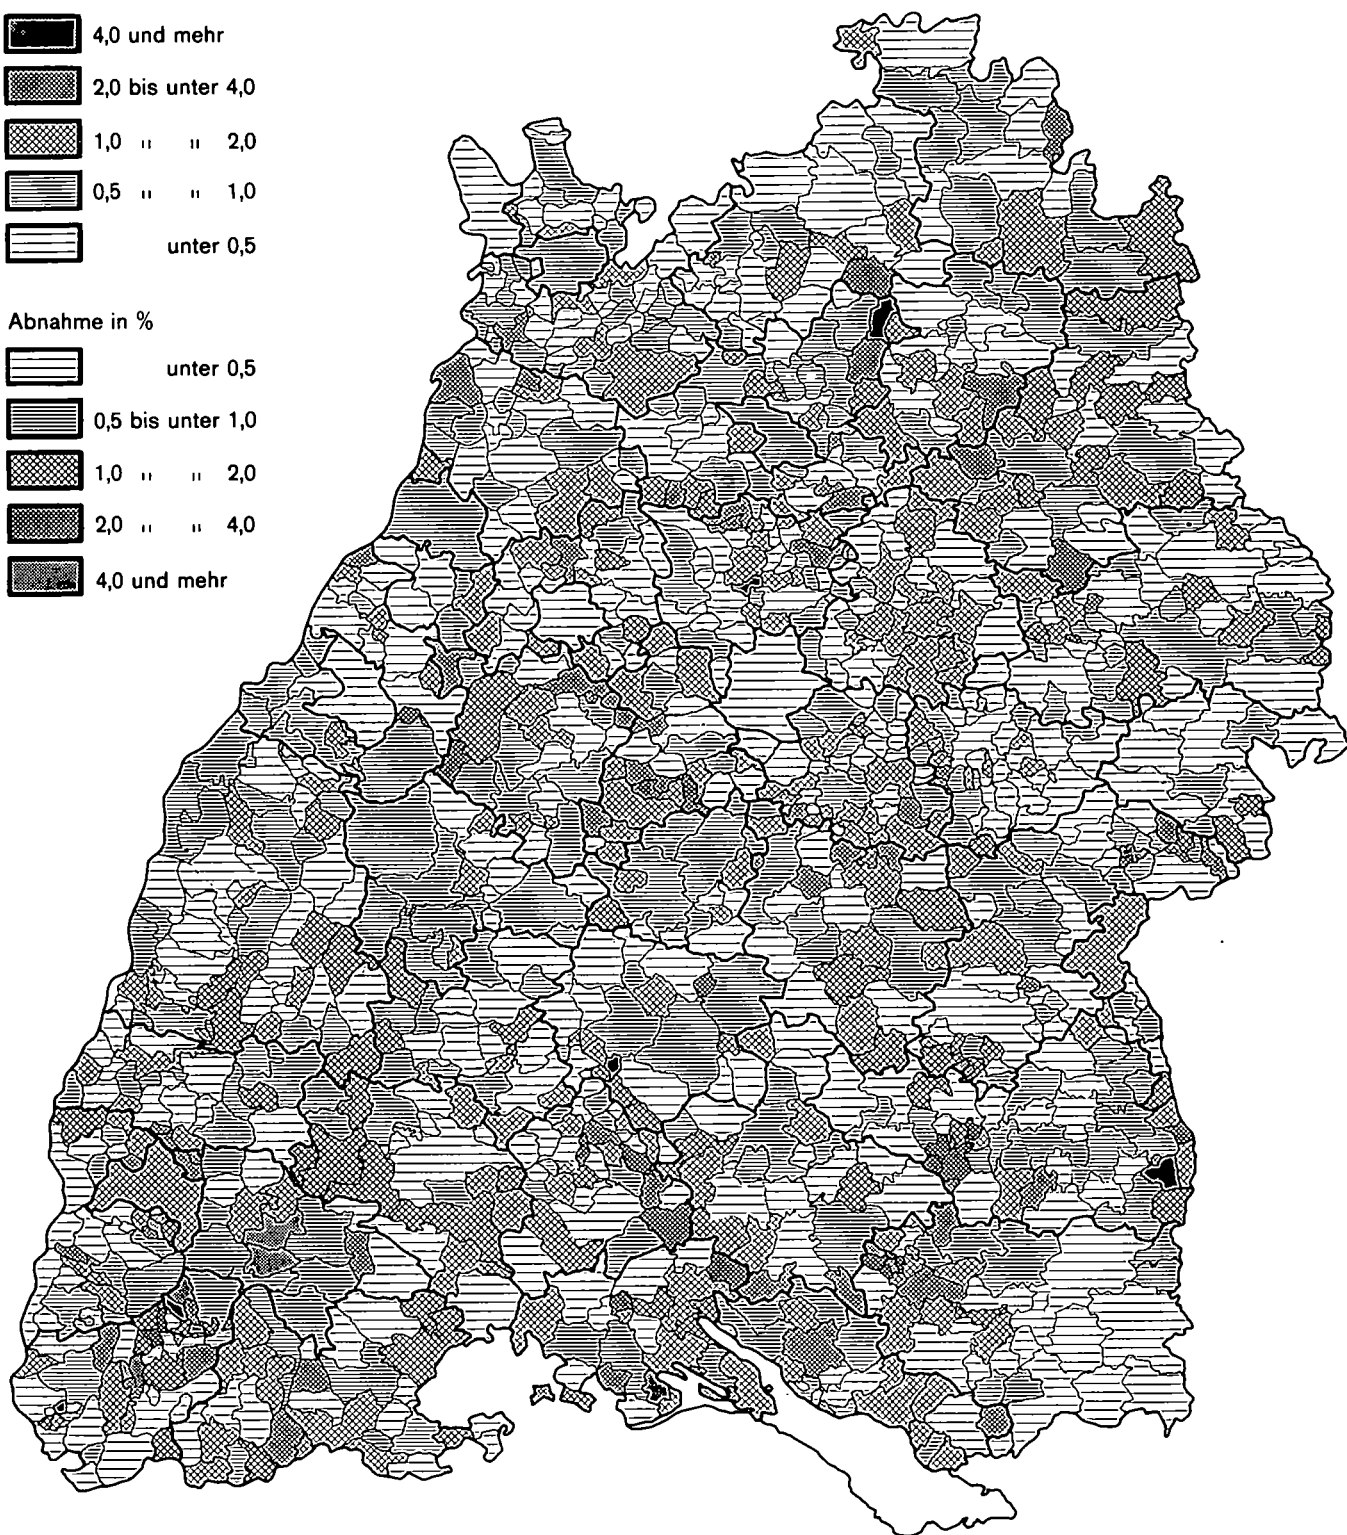 4,0 und mehr
2,0 bis unter 4,0
1,0 " " 2,0
0,5 " " 1,0
unter 0,5
Abnahme in %
unter 0,5
0,5 bis unter 1,0
1,0 " " 2,0
2,0 " " 4,0
4,0 und mehr